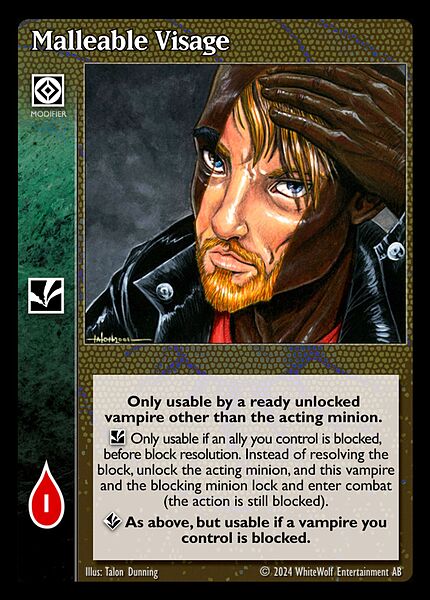 Malleable Visage
MODIFIER
Only usable by a ready unlocked
vampire other than the acting minion.
Only usable if an ally you control is blocked,
before block resolution. Instead of resolving the
block, unlock the acting minion, and this vampire
and the blocking minion lock and enter combat
(the action is still blocked).
As above, but usable if a vampire you
control is blocked.
1
Illus: Talon Dunning © 2024 WhiteWolf Entertainment AB